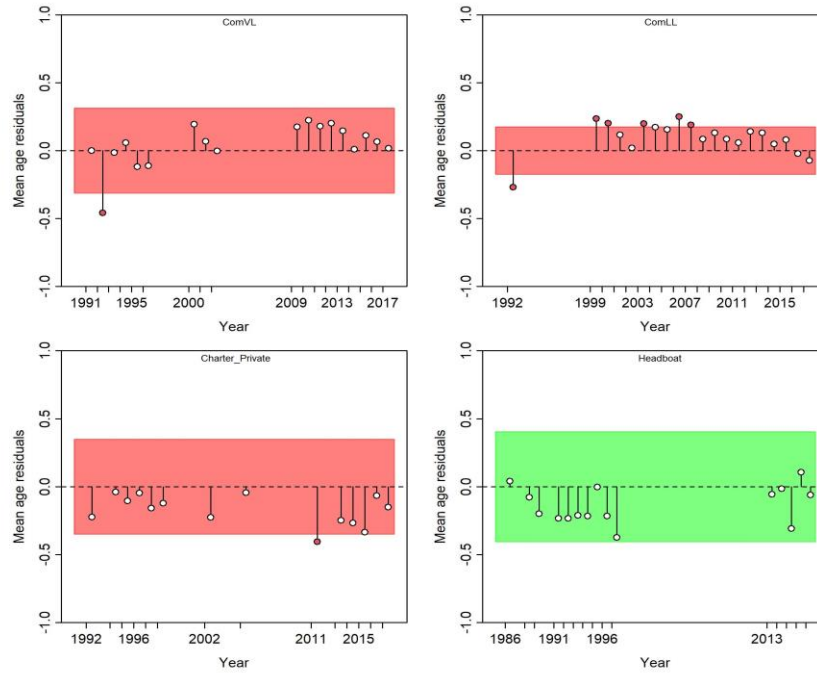 ComVL
Mean age residuals
1.0
0.5
0.0
-0.5
-1.0
1991 1995 2000 2009 2013 2017
Year
ComLL
Mean age residuals
1.0
0.5
0.0
-0.5
-1.0
1992 1999 2003 2007 2011 2015
Year
Charter_Private
Mean age residuals
1.0
0.5
0.0
-0.5
-1.0
1992 1996 2002 2011 2015
Year
Headboat
Mean age residuals
1.0
0.5
0.0
-0.5
-1.0
1986 1991 1996 2013
Year